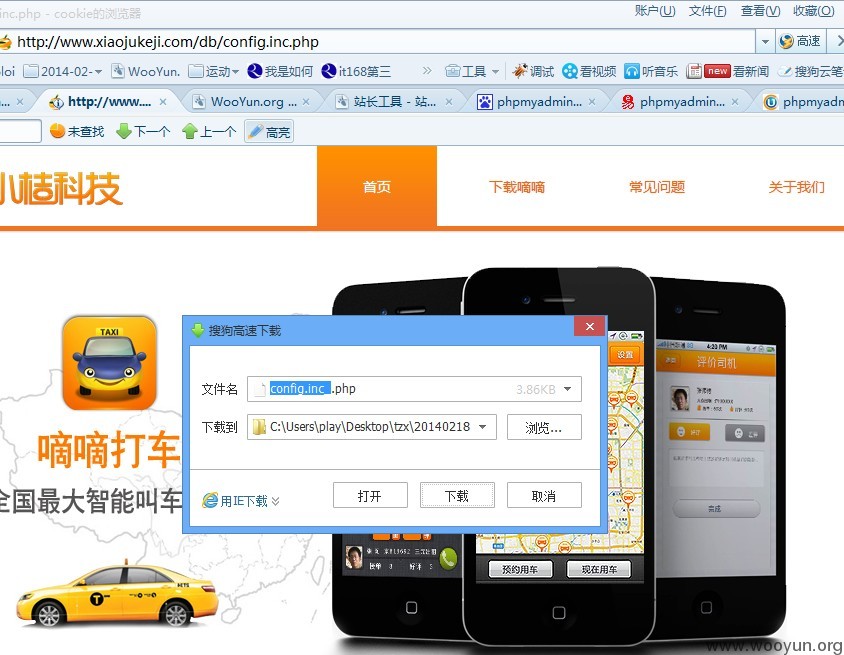 inc.php - cookie的浏览器
账户(U) 文件(F) 查看(V) 收藏(O)
http://www.xiaojukeji.com/db/config.inc.php
高速
2014-02- WooYun. 运动 我是如何 it168第三 » 工具 调试 看视频 听音乐 new 看新闻 搜狗云笔
http://www.... WooYun.org ... 站长工具 - 站... phpmyadmin... phpmyadmin... phpmyadm
未查找 下一个 上一个 高亮
小桔科技
首页 下载嘀嘀 常见问题 关于我们
TAXI
嘀嘀打车
全国最大智能叫车
搜狗高速下载
文件名 config.inc .php 3.86KB
下载到 C:\Users\play\Desktop\tzx\20140218 浏览...
用IE下载 打开 下载 取消
设置
4:20 PM
评价司机
完成
预约用车 现在用车
T
www.wooyun.org